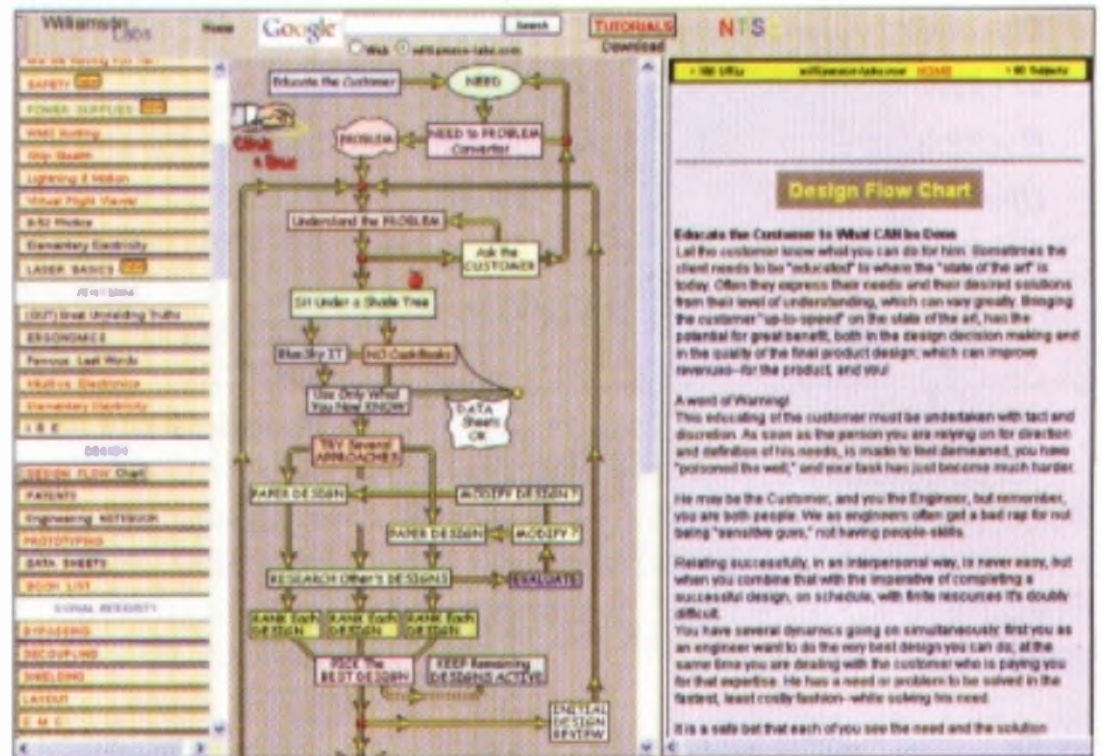 Williamson
Labs
Home
Google
Search
Web williamson-labs.com
TUTORIALS
Download
NTSE
SAFETY
POWER SUPPLIES
Ship Stealth
Lightning & Motion
Virtual Flight Viewer
Elementary Electricity
LASER BASICS
(GUT) Great Unyielding Truths
ERGONOMICS
Famous Last Words
Intuitive Electronics
Elementary Electricity
DESIGN
DESIGN FLOW Chart
PATENTS
Engineering NOTEBOOK
PROTOTYPING
DATA SHEETS
BOOK LIST
SIGNAL INTEGRITY
BYPASSING
DECOUPLING
SHIELDING
LAYOUT
E M C
Educate the Customer
NEED
Click
PROBLEM
NEED to PROBLEM
Converter
Understand the PROBLEM
Ask the
CUSTOMER
Sit Under a Shade Tree
BlueSky IT
NO CookBooks
Use Only What
You Now KNOW
DATA
Sheets
OK
TRY Several
APPROACHES
PAPER DESIGN
MODIFY DESIGN ?
PAPER DESIGN
MODIFY ?
RESEARCH Other's DESIGNS
EVALUATE
RANK Each
DESIGN
RANK Each
DESIGN
RANK Each
DESIGN
PICK The
BEST DESIGN
KEEP Remaining
DESIGNS ACTIVE
INITIAL
DESIGN
REVIEW
williamson-labs.com HOME
Design Flow Chart
Educate the Customer to What CAN be Done
Let the customer know what you can do for him. Sometimes the
client needs to be "educated" to where the "state of the art" is
today. Often they express their needs and their desired solutions
from their level of understanding, which can vary greatly. Bringing
the customer "up-to-speed" on the state of the art, has the
potential for great benefit, both in the design decision making and
in the quality of the final product design; which can improve
revenues--for the product, and you!
A word of Warning!
This educating of the customer must be undertaken with tact and
discretion. As soon as the person you are relying on for direction
and definition of his needs, is made to feel demeaned, you have
"poisoned the well," and your task has just become much harder.
He may be the Customer, and you the Engineer, but remember,
you are both people. We as engineers often get a bad rap for not
being "sensitive guys," not having people-skills.
Relating successfully, in an interpersonal way, is never easy, but
when you combine that with the imperative of completing a
successful design, on schedule, with finite resources it's doubly
difficult.
You have several dynamics going on simultaneously: first you as
an engineer want to do the very best design you can do; at the
same time you are dealing with the customer who is paying you
for that expertise. He has a need or problem to be solved in the
fastest, least costly fashion--while solving his need.
It is a safe bet that each of you see the need and the solution